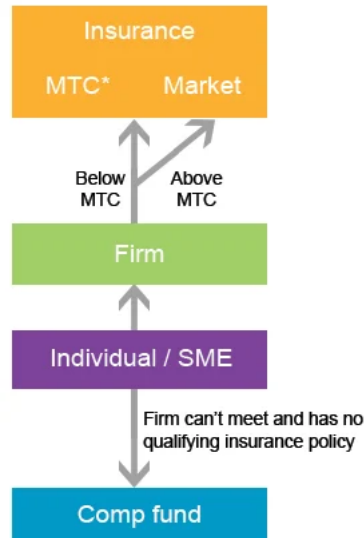 Insurance
MTC* Market
Below Above
MTC MTC
Firm
Individual / SME
Firm can't meet and has no
qualifying insurance policy
Comp fund